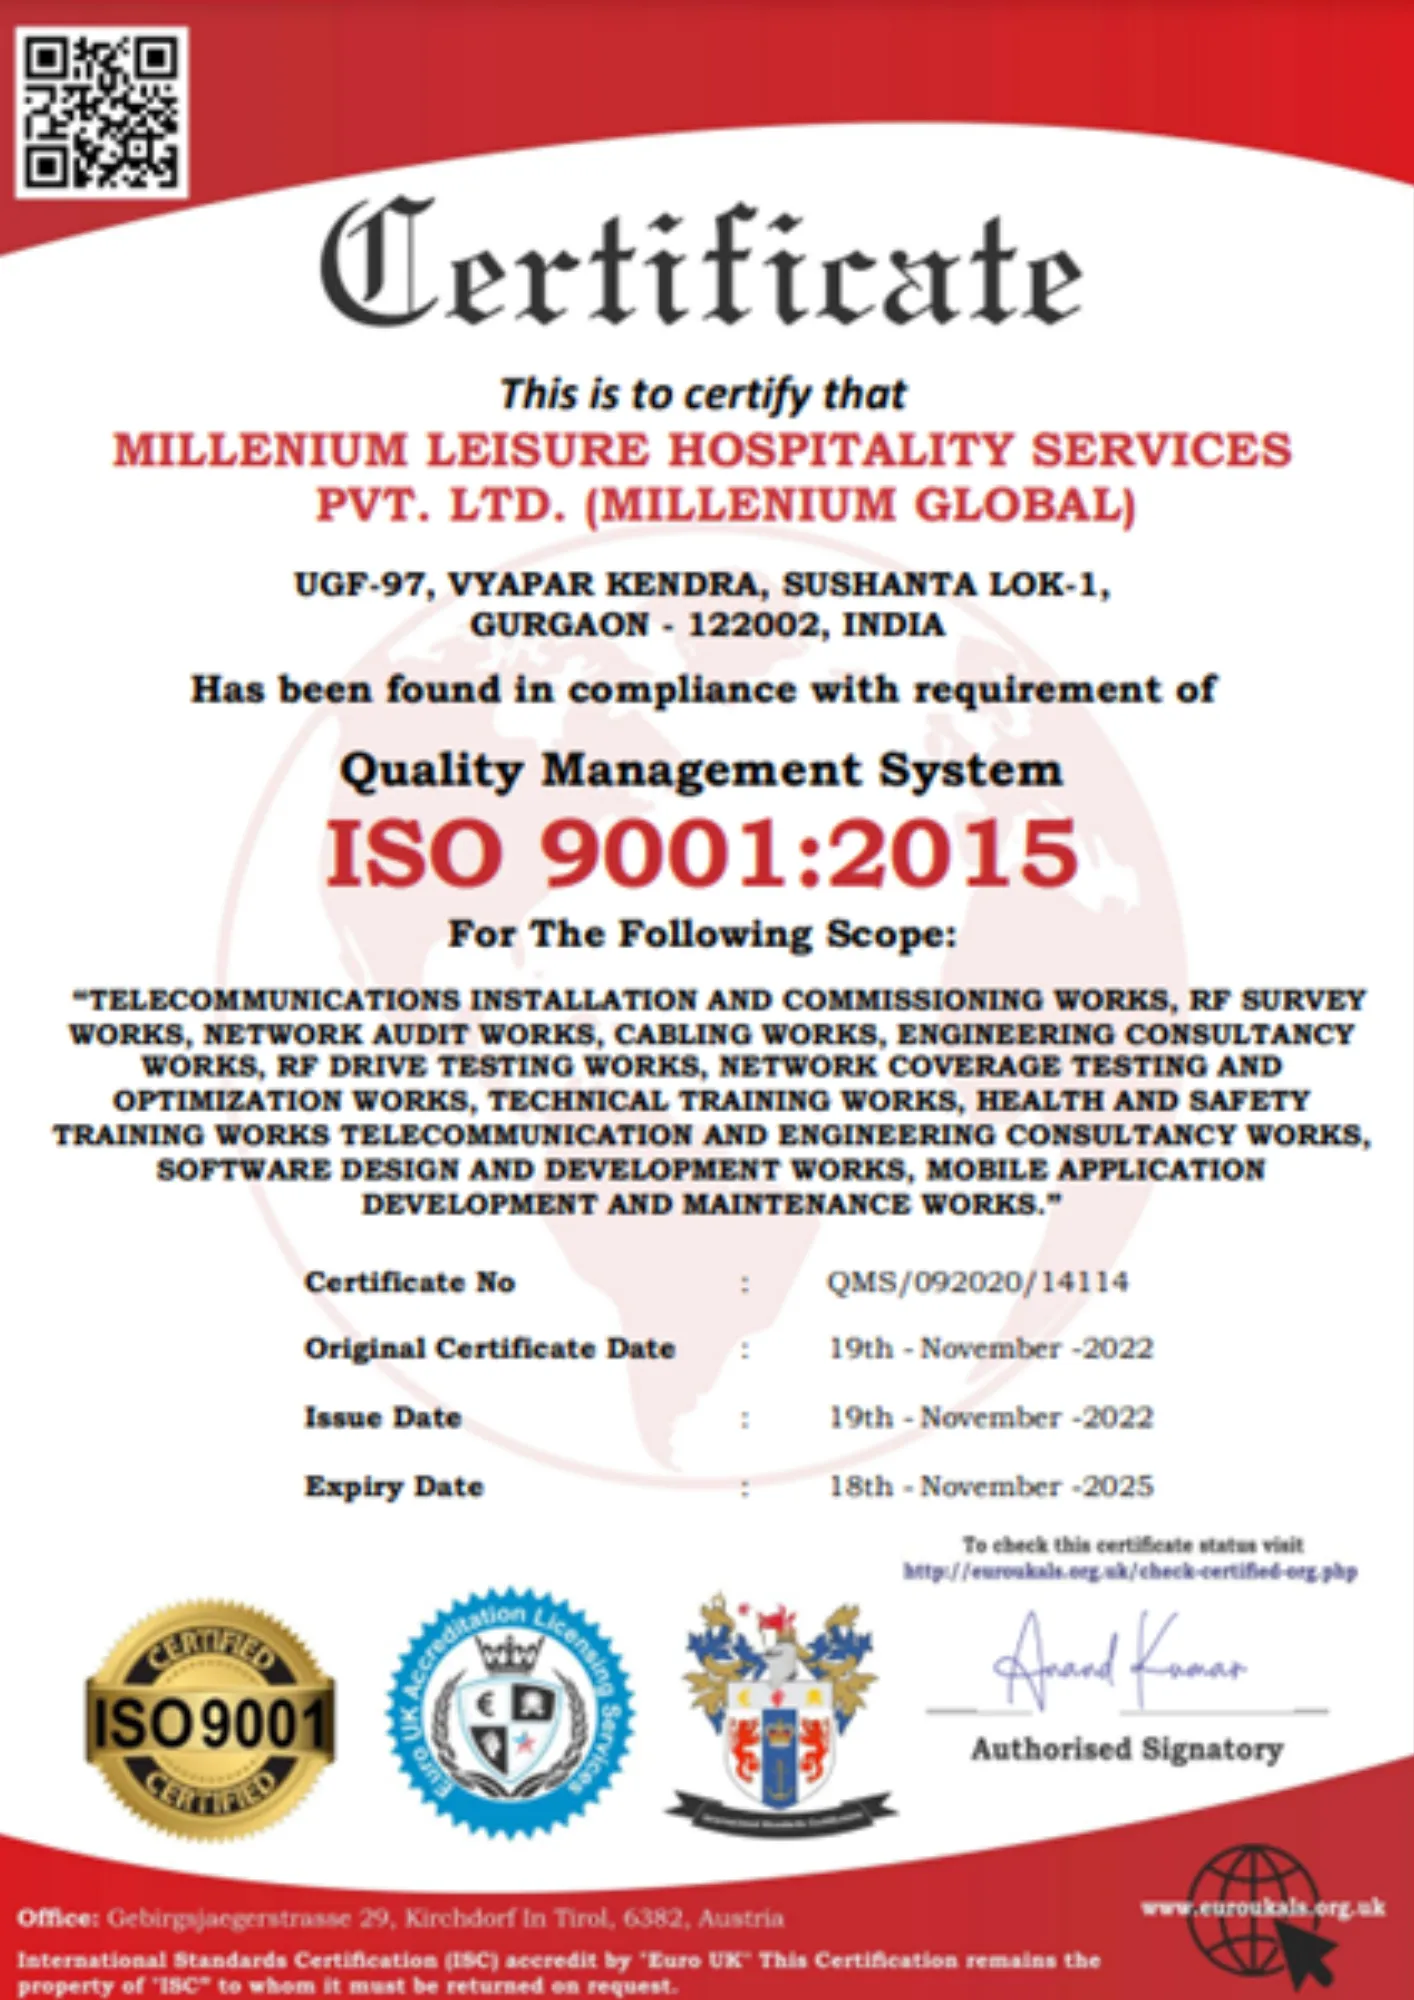 Certificate
This is to certify that
MILLENIUM LEISURE HOSPITALITY SERVICES
PVT. LTD. (MILLENIUM GLOBAL)
UGF-97, VYAPAR KENDRA, SUSHANTA LOK-1,
GURGAON - 122002, INDIA
Has been found in compliance with requirement of
Quality Management System
ISO 9001:2015
For The Following Scope:
“TELECOMMUNICATIONS INSTALLATION AND COMMISSIONING WORKS, RF SURVEY
WORKS, NETWORK AUDIT WORKS, CABLING WORKS, ENGINEERING CONSULTANCY
WORKS, RF DRIVE TESTING WORKS, NETWORK COVERAGE TESTING AND
OPTIMIZATION WORKS, TECHNICAL TRAINING WORKS, HEALTH AND SAFETY
TRAINING WORKS TELECOMMUNICATION AND ENGINEERING CONSULTANCY WORKS,
SOFTWARE DESIGN AND DEVELOPMENT WORKS, MOBILE APPLICATION
DEVELOPMENT AND MAINTENANCE WORKS.”
Certificate No : QMS/092020/14114
Original Certificate Date : 19th - November -2022
Issue Date : 19th - November -2022
Expiry Date : 18th - November -2025
To check this certificate status visit
http://euroukals.org.uk/check-certified-org.php
CERTIFIED
ISO 9001
CERTIFIED
Euro UK Accreditation Licensing Services
Anand Kumar
Authorised Signatory
www.euroukals.org.uk
Office: Gebirgsjaegerstrasse 29, Kirchdorf In Tirol, 6382, Austria
International Standards Certification (ISC) accredit by "Euro UK" This Certification remains the
property of "ISC" to whom it must be returned on request.